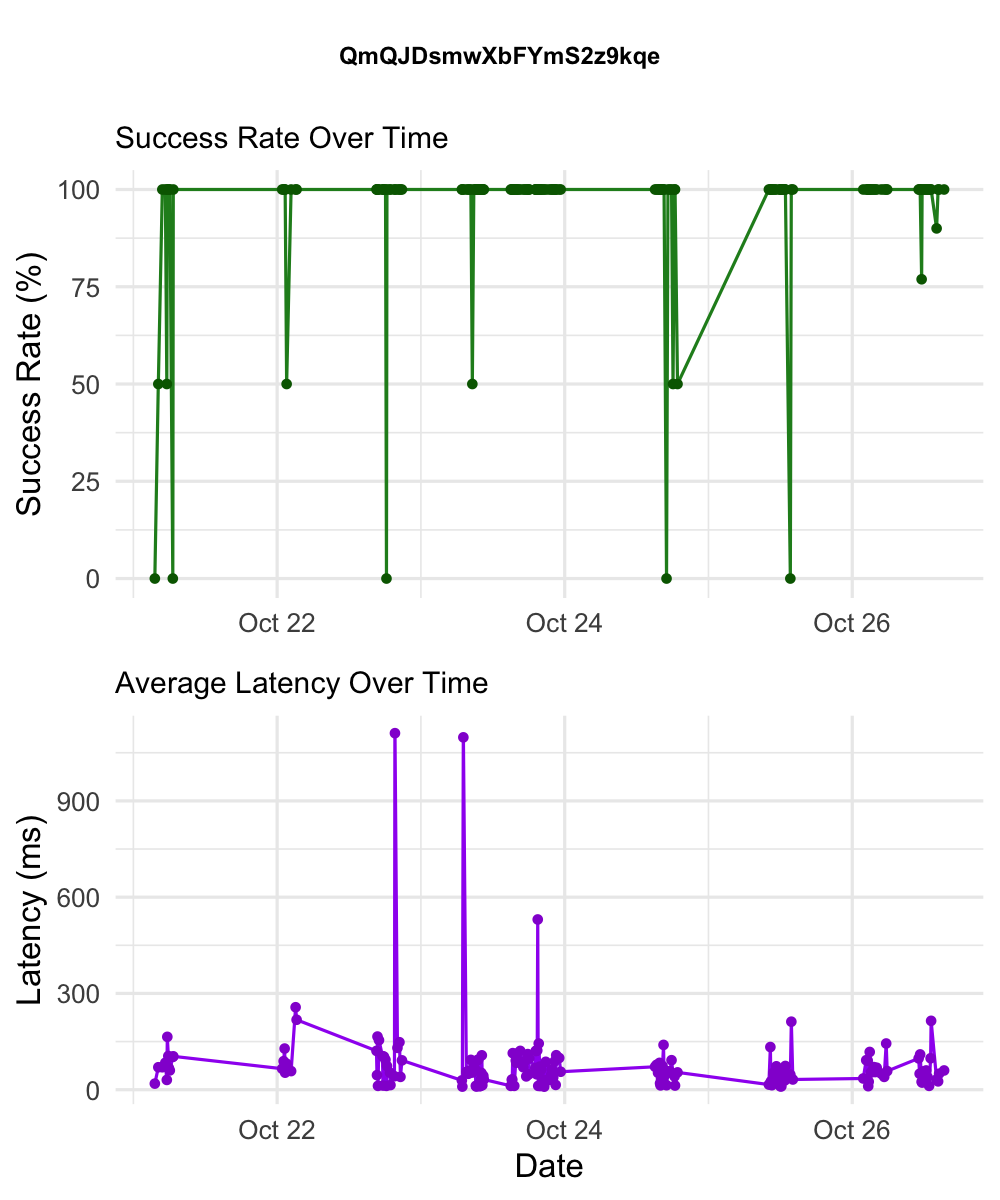 QmQJDsmwXbFYmS2z9kqe
Success Rate Over Time
Success Rate (%)
100
75
50
25
0
Oct 22 Oct 24 Oct 26
Average Latency Over Time
Latency (ms)
900
600
300
0
Oct 22 Oct 24 Oct 26
Date